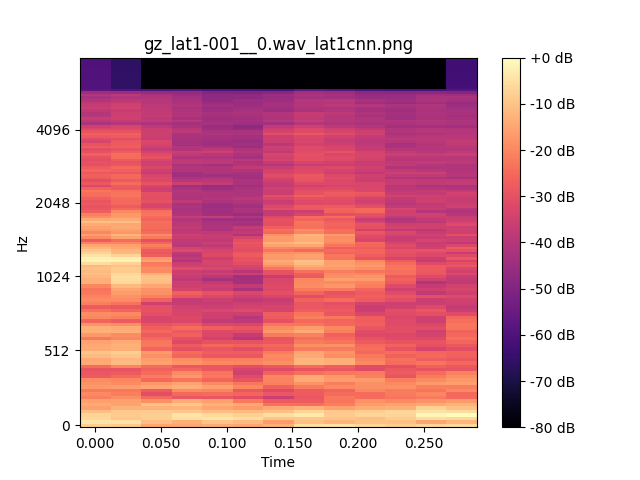 gz_lat1-001__0.wav_lat1cnn.png
Hz
4096
2048
1024
512
0
0.000 0.050 0.100 0.150 0.200 0.250
Time
+0 dB
-10 dB
-20 dB
-30 dB
-40 dB
-50 dB
-60 dB
-70 dB
-80 dB